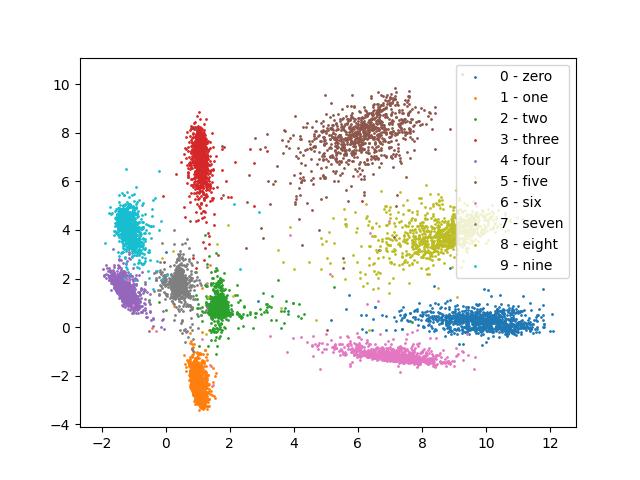 10
8
6
4
2
0
−2
−4
−2 0 2 4 6 8 10 12
0 - zero
1 - one
2 - two
3 - three
4 - four
5 - five
6 - six
7 - seven
8 - eight
9 - nine